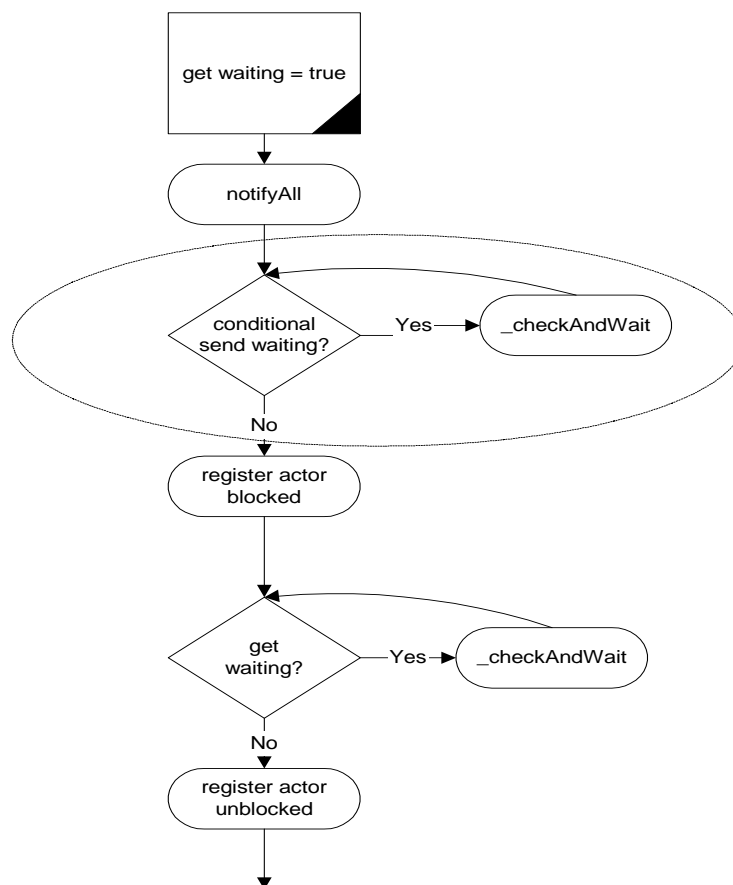 get waiting = true
notifyAll
conditional
send waiting?
Yes
_checkAndWait
No
register actor
blocked
get
waiting?
Yes
_checkAndWait
No
register actor
unblocked